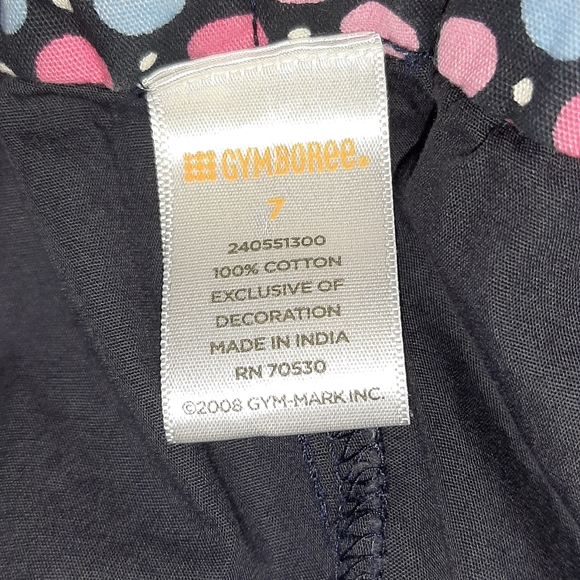 GYMBOREE.
7
240551300
100% COTTON
EXCLUSIVE OF
DECORATION
MADE IN INDIA
RN 70530
©2008 GYM-MARK INC.